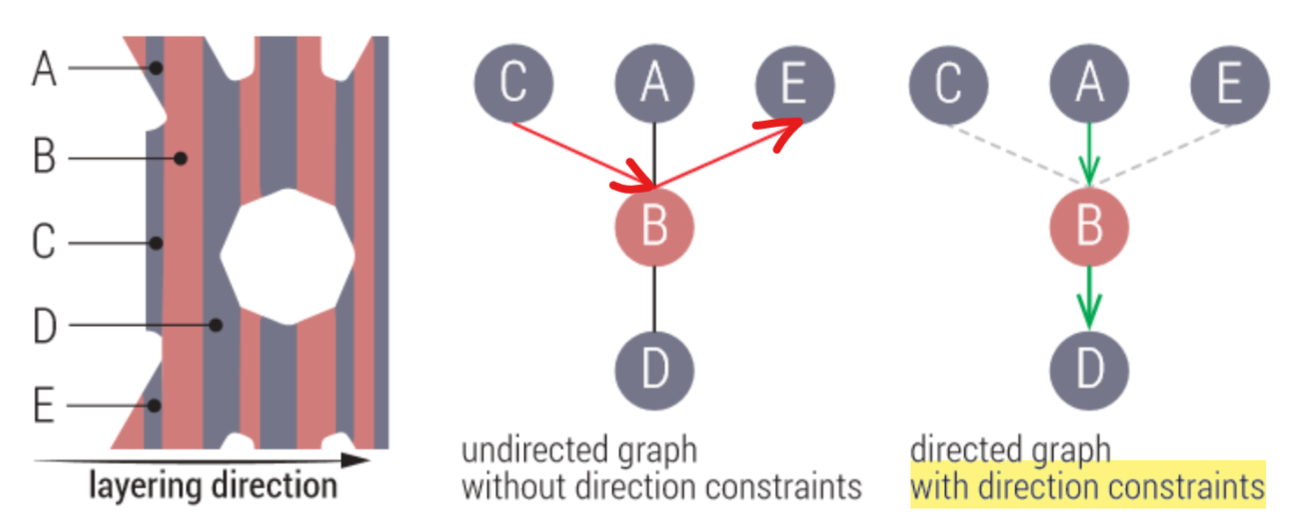 A
B
C
D
E
layering direction
C
A
E
B
D
undirected graph
without direction constraints
C
A
E
B
D
directed graph
with direction constraints